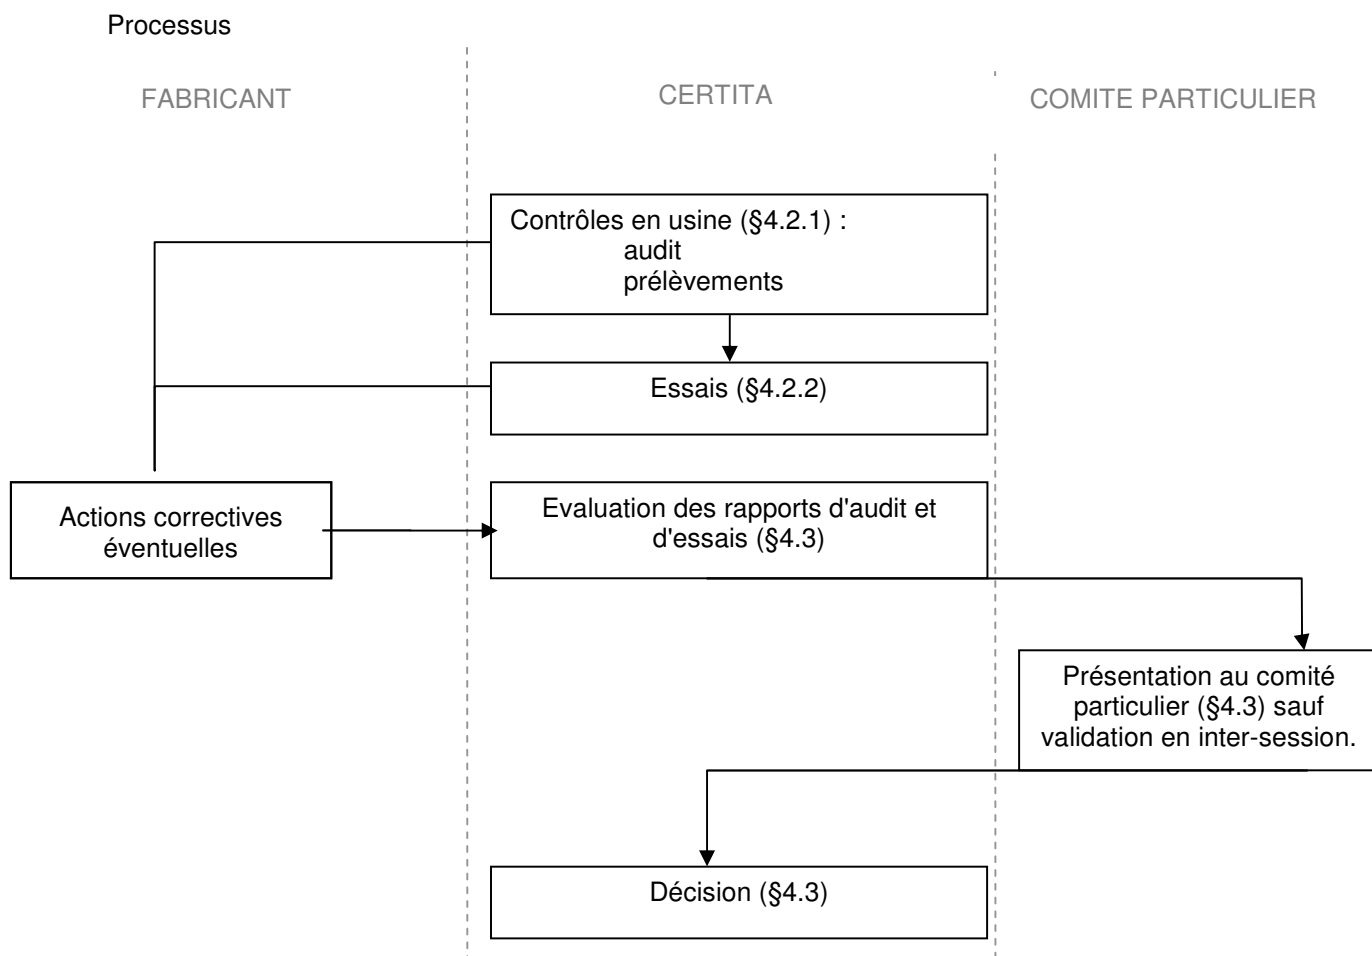 Processus
FABRICANT
CERTITA
COMITE PARTICULIER
Contrôles en usine (§4.2.1) :
audit
prélèvements
Essais (§4.2.2)
Actions correctives
éventuelles
Evaluation des rapports d'audit et
d'essais (§4.3)
Présentation au comité
particulier (§4.3) sauf
validation en inter-session.
Décision (§4.3)